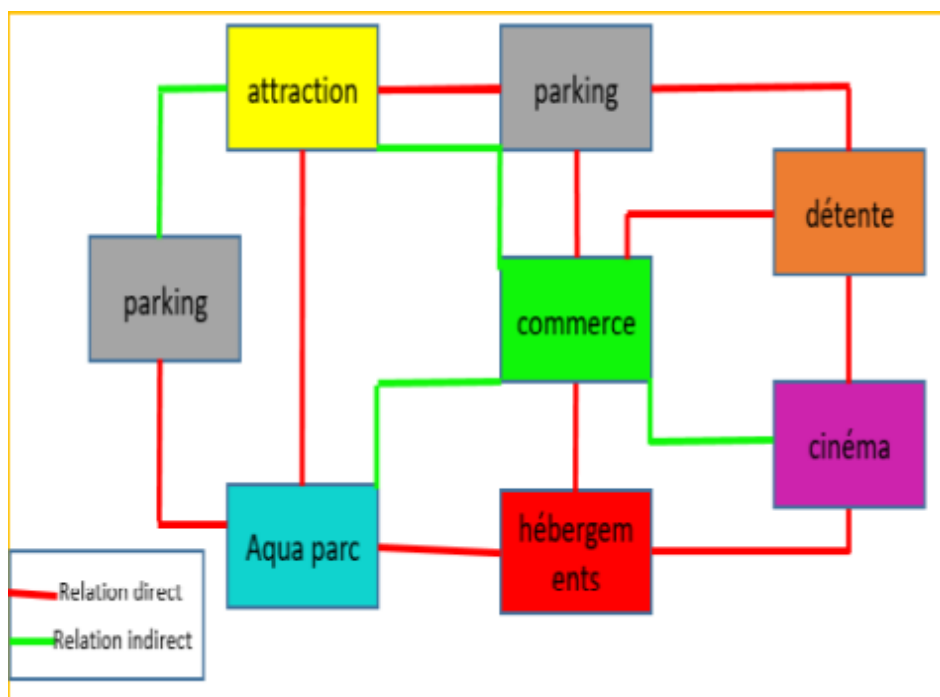 attraction
parking
détente
parking
commerce
cinéma
Aqua parc
hébergem
ents
Relation direct
Relation indirect